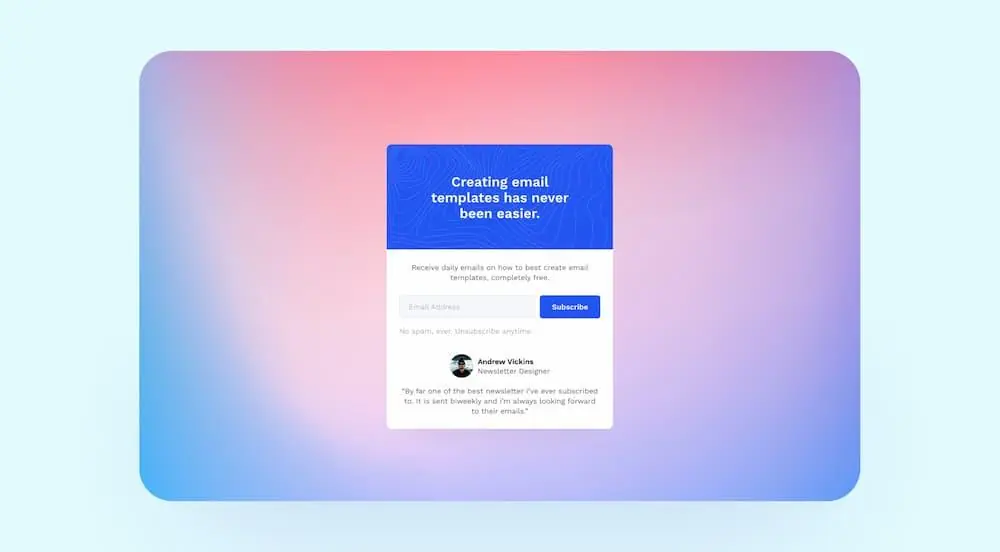 Creating email
templates has never
been easier.
Receive daily emails on how to best create email
templates, completely free.
Email Address
Subscribe
No spam, ever. Unsubscribe anytime.
Andrew Vickins
Newsletter Designer
“By far one of the best newsletter i’ve ever subscribed
to. It is sent biweekly and i’m always looking forward
to their emails.”